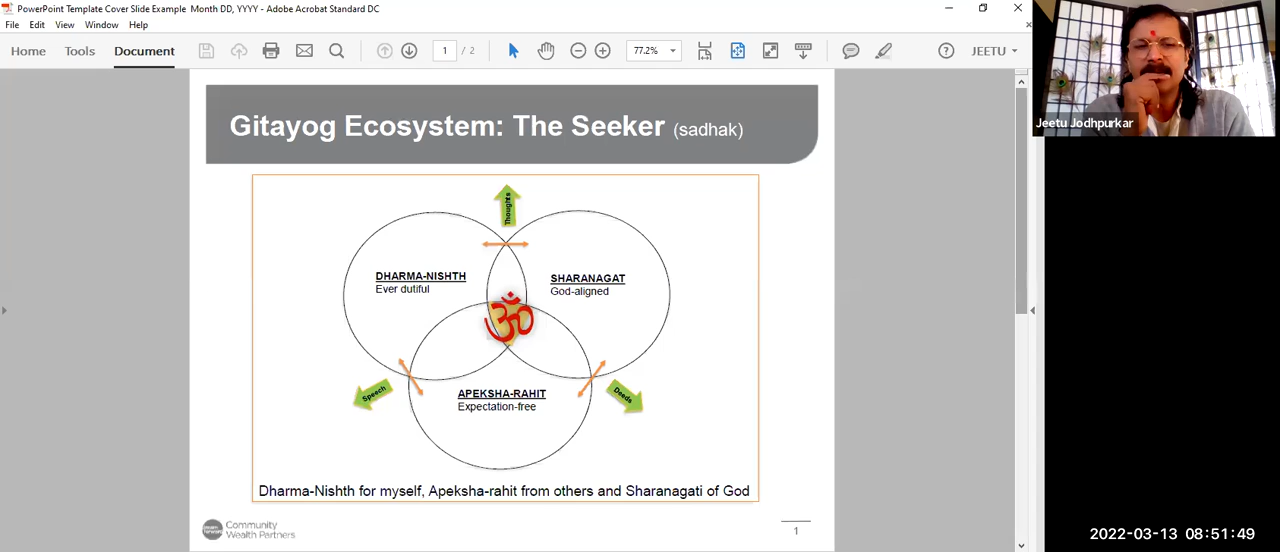 PowerPoint Template Cover Slide Example Month DD, YYYY - Adobe Acrobat Standard DC
File Edit View Window Help
Home Tools Document 1 / 2 77.2% JEETU
Jeetu Jodhpurkar
Gitayog Ecosystem: The Seeker (sadhak)
Thoughts
DHARMA-NISHTH
Ever dutiful
SHARANAGAT
God-aligned
ॐ
Speech
Deeds
APEKSHA-RAHIT
Expectation-free
Dharma-Nishth for myself, Apeksha-rahit from others and Sharanagati of God
Community
Wealth Partners
1
2022-03-13 08:51:49